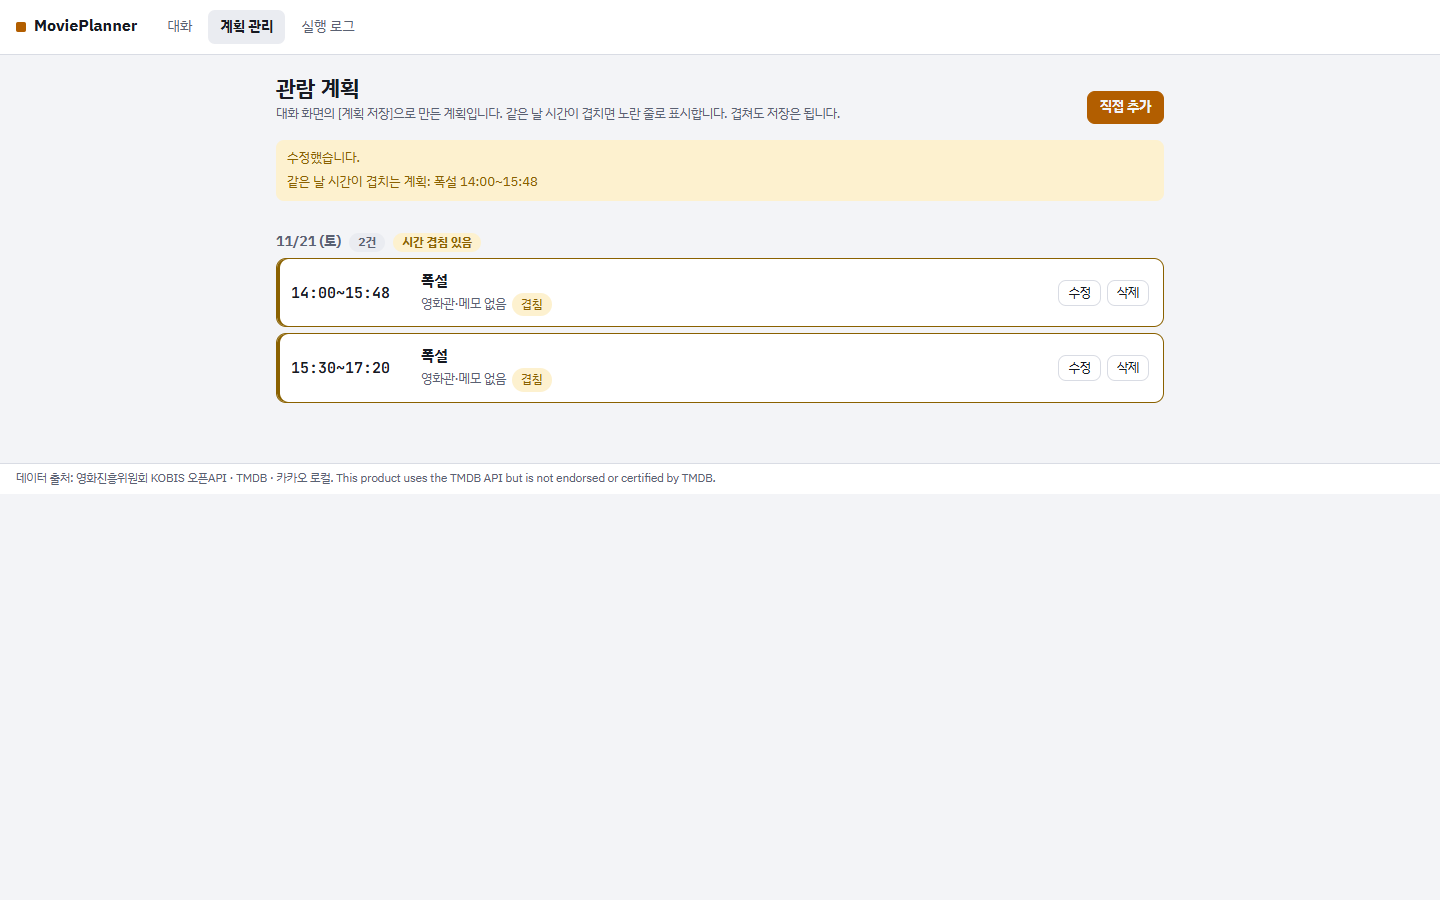 MoviePlanner 대화 계획 관리 실행 로그
관람 계획
대화 화면의 [계획 저장]으로 만든 계획입니다. 같은 날 시간이 겹치면 노란 줄로 표시합니다. 겹쳐도 저장은 됩니다.
직접 추가
수정했습니다.
같은 날 시간이 겹치는 계획: 폭설 14:00~15:48
11/21 (토) 2건 시간 겹침 있음
14:00~15:48
폭설
영화관·메모 없음 겹침
수정 삭제
15:30~17:20
폭설
영화관·메모 없음 겹침
수정 삭제
데이터 출처: 영화진흥위원회 KOBIS 오픈API · TMDB · 카카오 로컬. This product uses the TMDB API but is not endorsed or certified by TMDB.